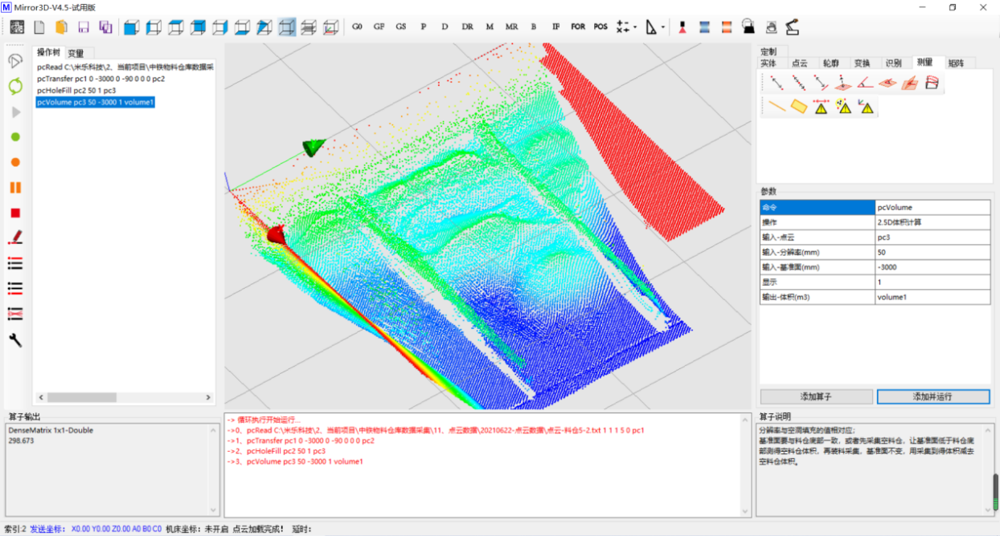 Mirror3D-V4.5-试用版
G0 GF GS P D DR M MR B IF FOR POS
操作树 变量
pcRead C:\米乐科技\2、当前项目\中铁物料仓库数据采
pcTransfer pc1 0 -3000 0 -90 0 0 0 pc2
pcHoleFill pc2 50 1 pc3
pcVolume pc3 50 -3000 1 volume1
定制
实体 点云 轮廓 变换 识别 测量 矩阵
参数
命令 pcVolume
操作 2.5D体积计算
输入-点云 pc3
输入-分辨率(mm) 50
输入-基准面(mm) -3000
显示 1
输出-体积(m3) volume1
添加算子 添加并运行
算子输出
DenseMatrix 1x1-Double
298.673
-> 循环执行开始运行...
->0、pcRead C:\米乐科技\2、当前项目\中铁物料仓库数据采集\11、点云数据\20210622-点云数据\点云-料仓5-2.txt 1 1 1 5 0 pc1
->1、pcTransfer pc1 0 -3000 0 -90 0 0 0 pc2
->2、pcHoleFill pc2 50 1 pc3
->3、pcVolume pc3 50 -3000 1 volume1
算子说明
分辨率与空洞填充的值相对应;
基准面要与料仓底部一致，或者先采集空料仓，让基准面低于料仓底
部测得空料仓体积，再装料采集，基准面不变，用采集到得体积减去
空料仓体积。
索引:2 发送坐标: X0.00 Y0.00 Z0.00 A0 B0 C0 机床坐标: 未开启 点云加载完成! 延时: